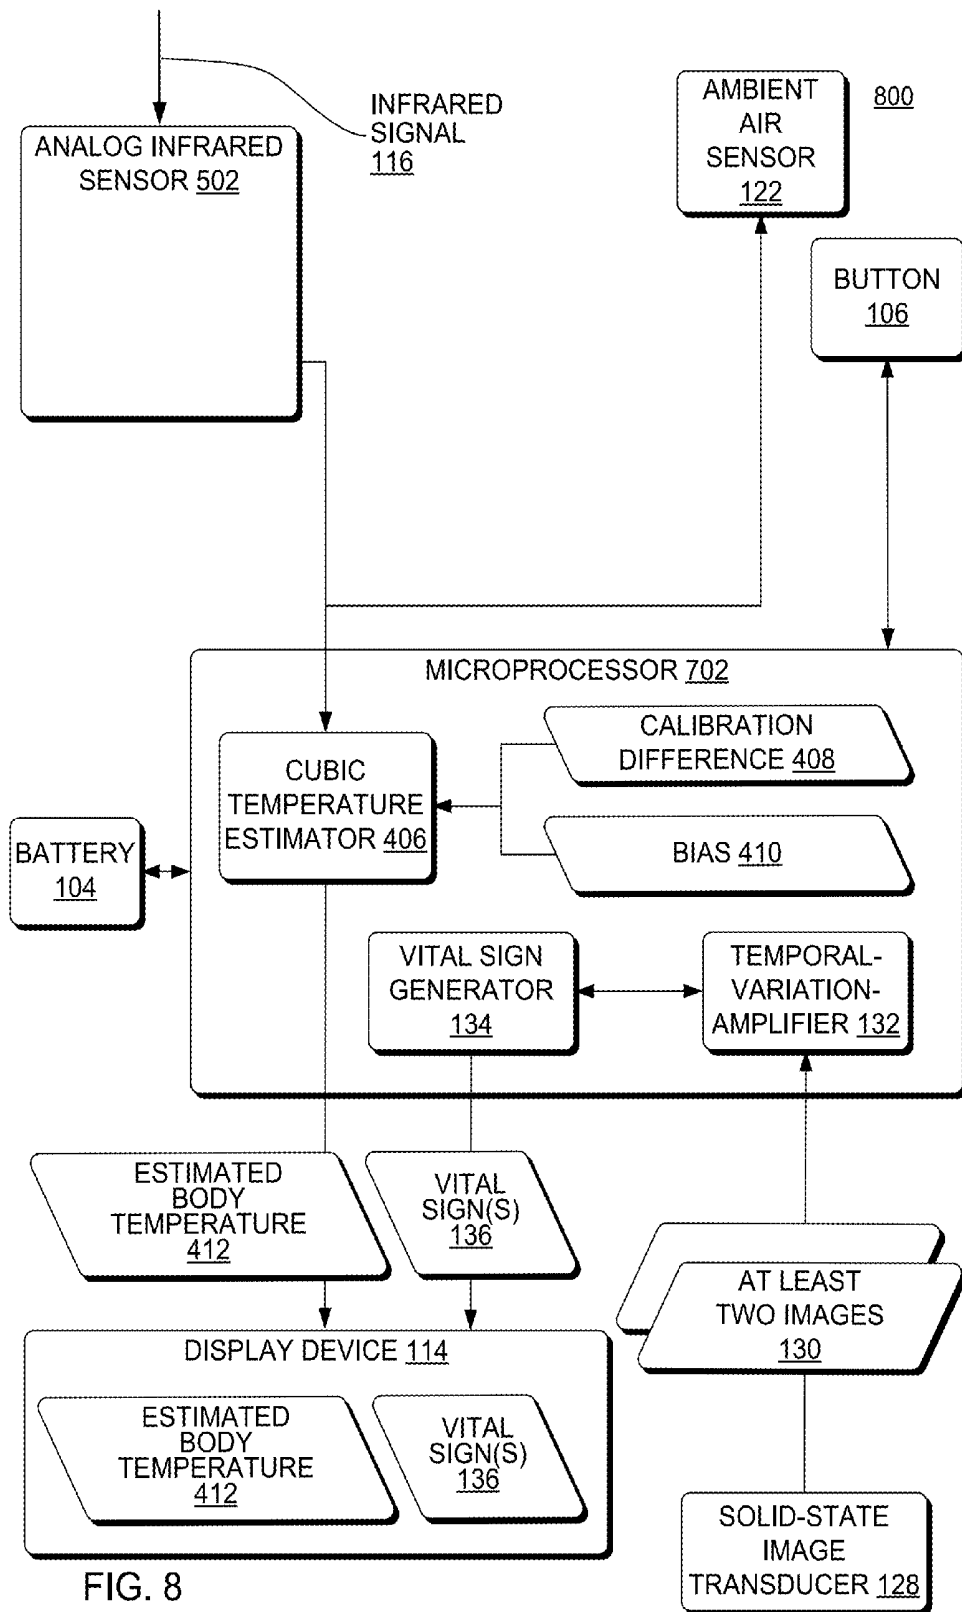 INFRARED
SIGNAL
116
ANALOG INFRARED
SENSOR 502
AMBIENT
AIR
SENSOR
122
800
BUTTON
106
MICROPROCESSOR 702
CUBIC
TEMPERATURE
ESTIMATOR 406
CALIBRATION
DIFFERENCE 408
BIAS 410
BATTERY
104
VITAL SIGN
GENERATOR
134
TEMPORAL-
VARIATION-
AMPLIFIER 132
ESTIMATED
BODY
TEMPERATURE
412
VITAL
SIGN(S)
136
AT LEAST
TWO IMAGES
130
DISPLAY DEVICE 114
ESTIMATED
BODY
TEMPERATURE
412
VITAL
SIGN(S)
136
SOLID-STATE
IMAGE
TRANSDUCER 128
FIG. 8